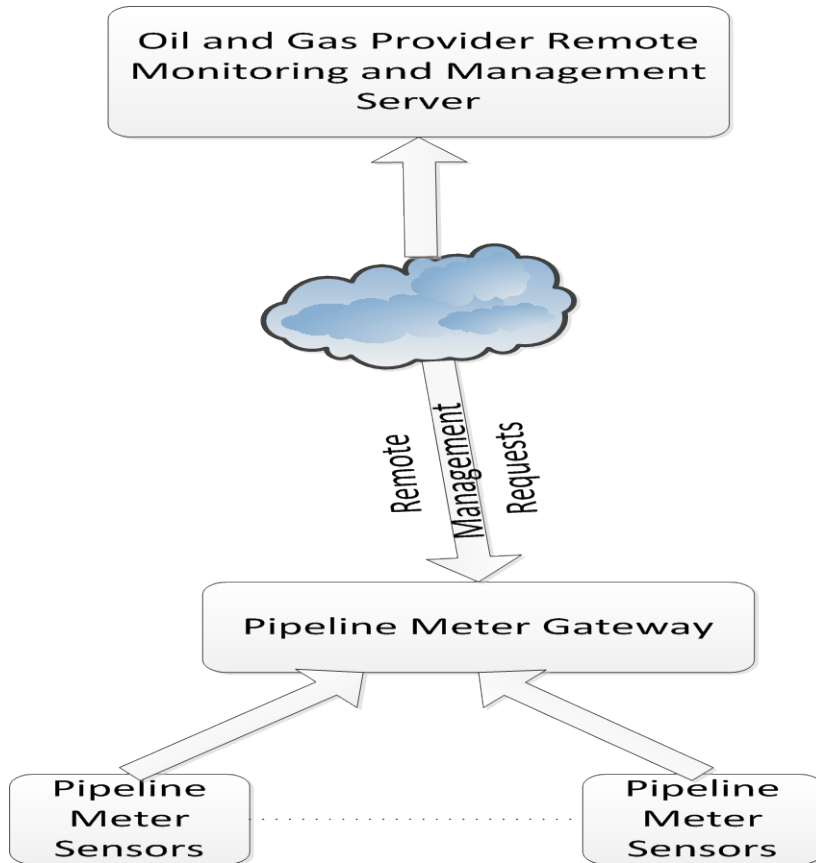 Oil and Gas Provider Remote
Monitoring and Management
Server
Remote
Management
Requests
Pipeline Meter Gateway
Pipeline
Meter
Sensors
Pipeline
Meter
Sensors